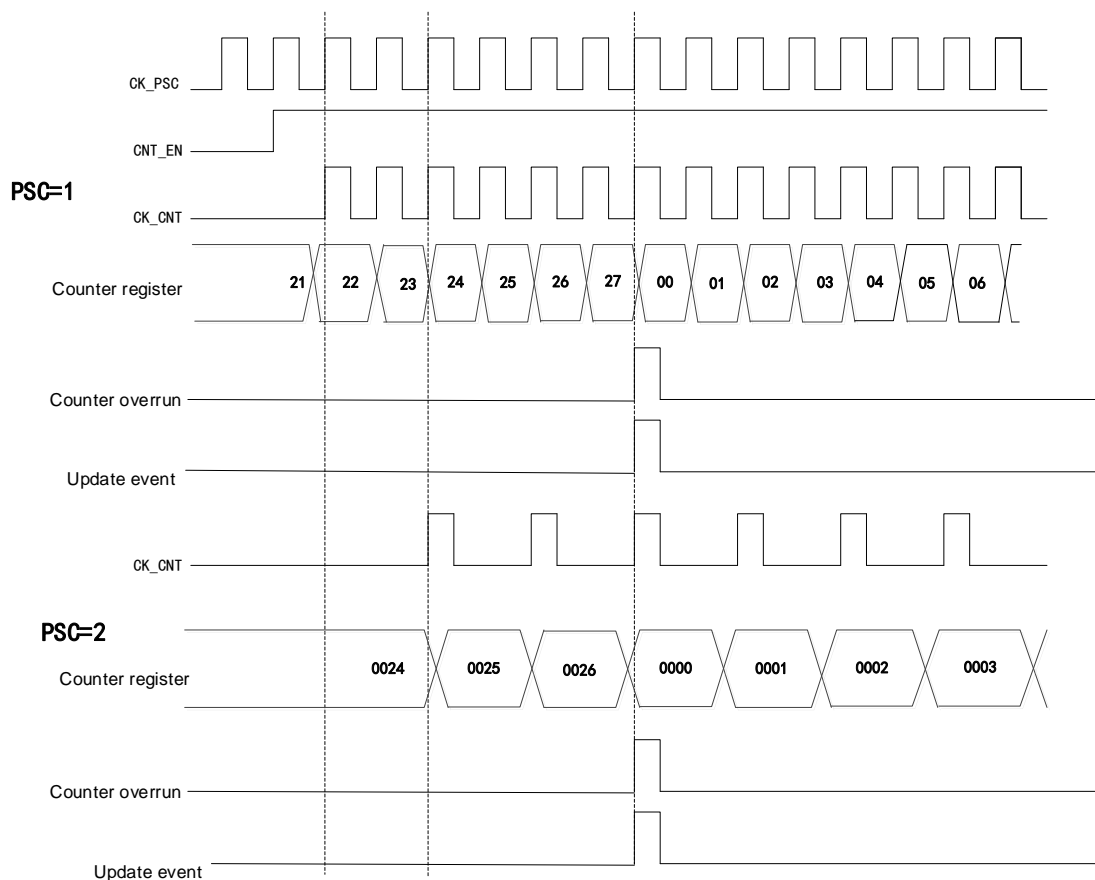 CK_PSC
CNT_EN
PSC=1
CK_CNT
Counter register 21 22 23 24 25 26 27 00 01 02 03 04 05 06
Counter overrun
Update event
CK_CNT
PSC=2
Counter register 0024 0025 0026 0000 0001 0002 0003
Counter overrun
Update event